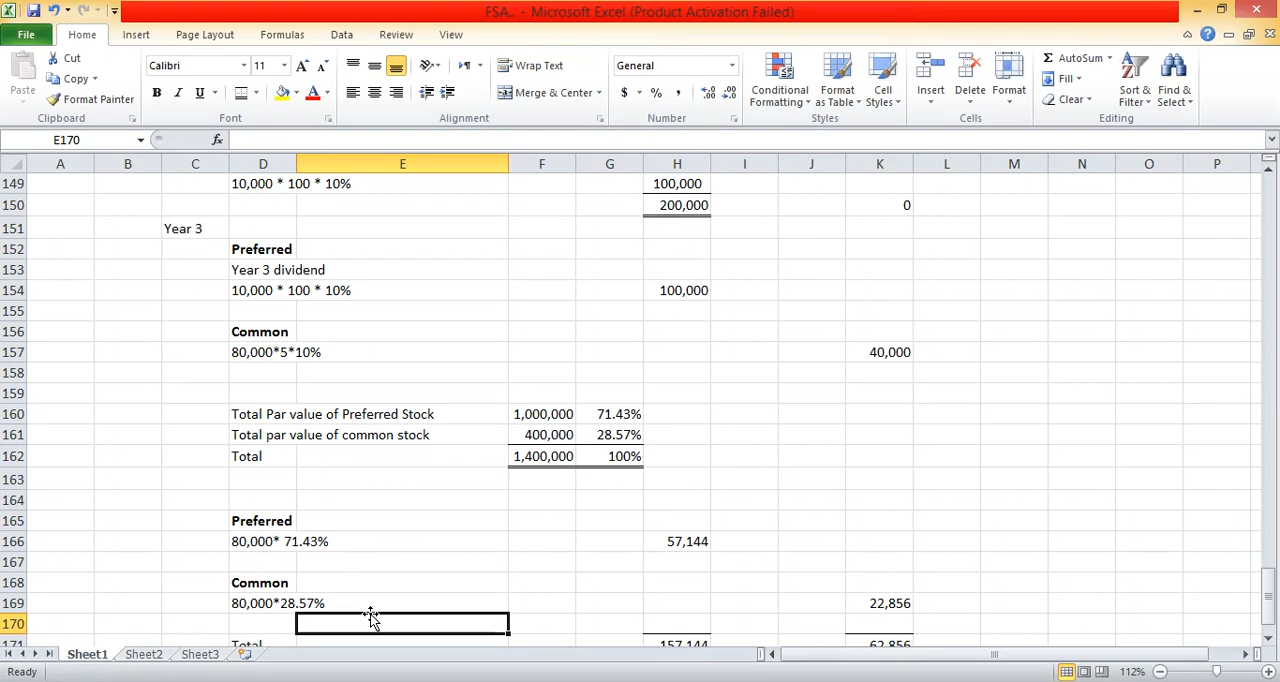 FSA.. - Microsoft Excel (Product Activation Failed)
File Home Insert Page Layout Formulas Data Review View
Cut
Copy
Format Painter
Paste
Clipboard
Calibri 11
B I U
Font
Wrap Text
Merge & Center
Alignment
General
$ % ,
Number
Conditional Formatting
Format as Table
Cell Styles
Styles
Insert Delete Format
Cells
Σ AutoSum
Fill
Clear
Sort & Filter
Find & Select
Editing
E170 fx
A B C D E F G H I J K L M N O P
149 10,000 * 100 * 10% 100,000
150 200,000 0
151 Year 3
152 Preferred
153 Year 3 dividend
154 10,000 * 100 * 10% 100,000
155
156 Common
157 80,000*5*10% 40,000
158
159
160 Total Par value of Preferred Stock 1,000,000 71.43%
161 Total par value of common stock 400,000 28.57%
162 Total 1,400,000 100%
163
164
165 Preferred
166 80,000* 71.43% 57,144
167
168 Common
169 80,000*28.57% 22,856
170
171 Total 157,144 62,856
Sheet1 Sheet2 Sheet3
Ready 112%